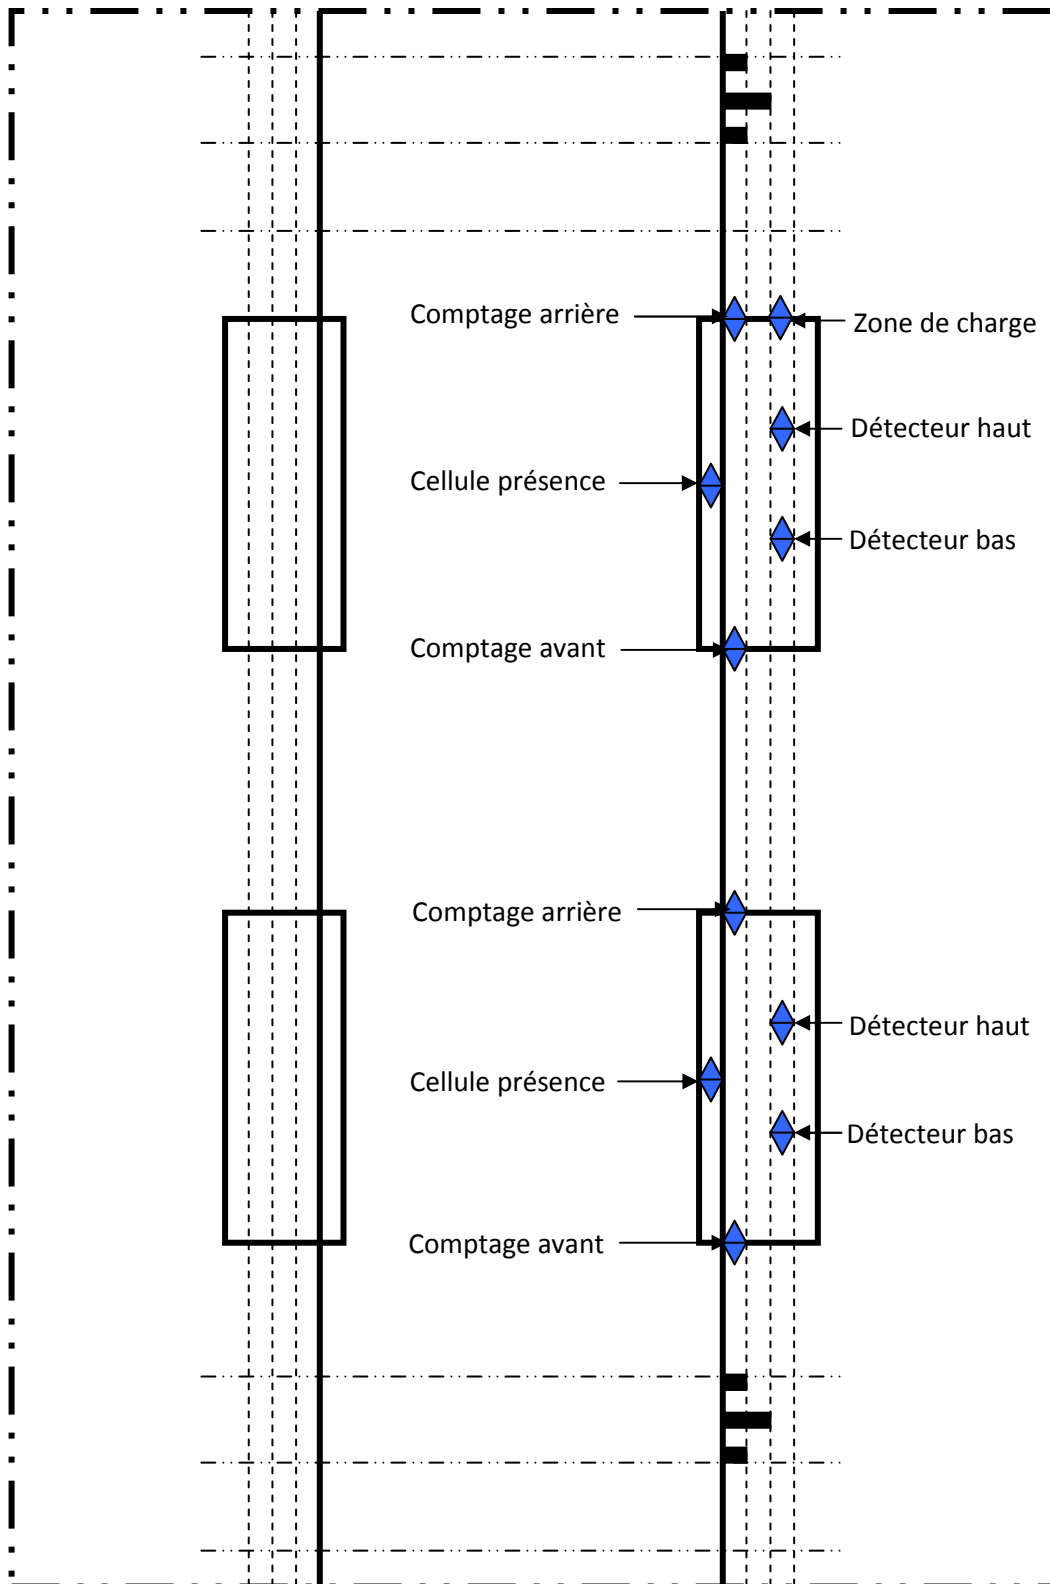 Comptage arrière
Zone de charge
Détecteur haut
Cellule présence
Détecteur bas
Comptage avant
Comptage arrière
Détecteur haut
Cellule présence
Détecteur bas
Comptage avant